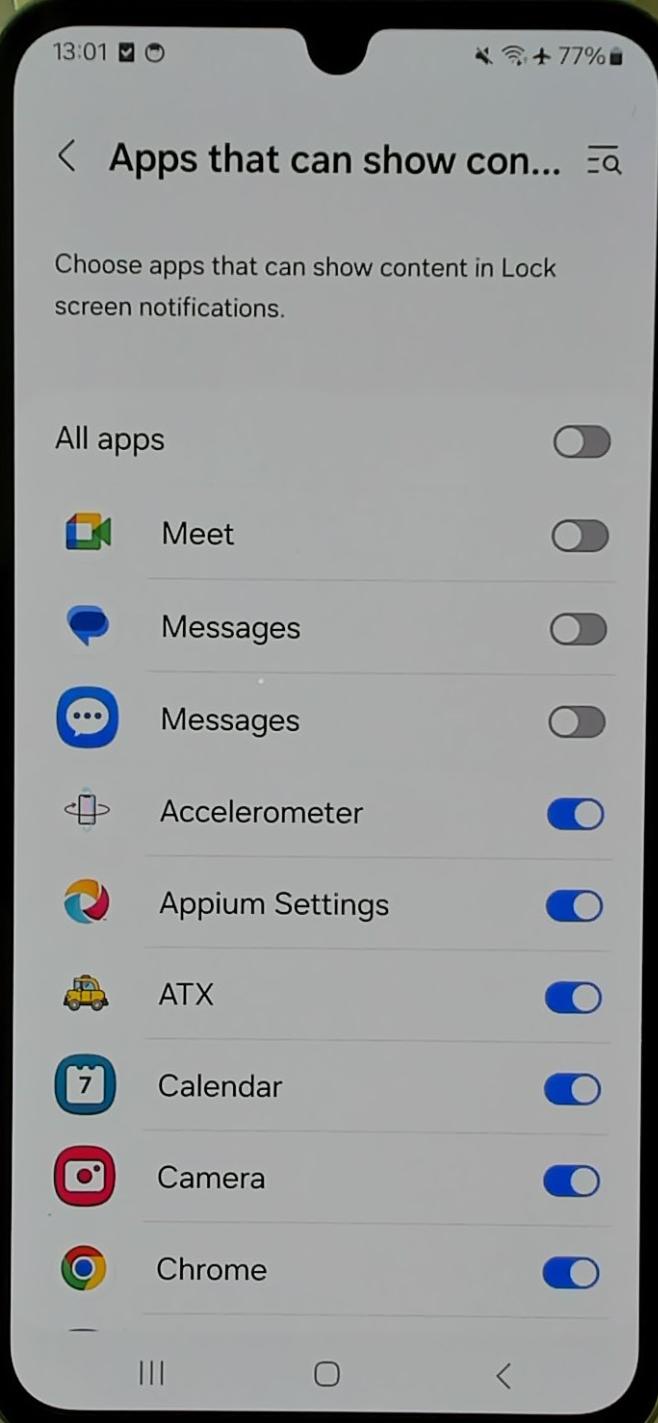 13:01
77%
Apps that can show con...
Choose apps that can show content in Lock
screen notifications.
All apps
Meet
Messages
Messages
Accelerometer
Appium Settings
ATX
7
Calendar
Camera
Chrome